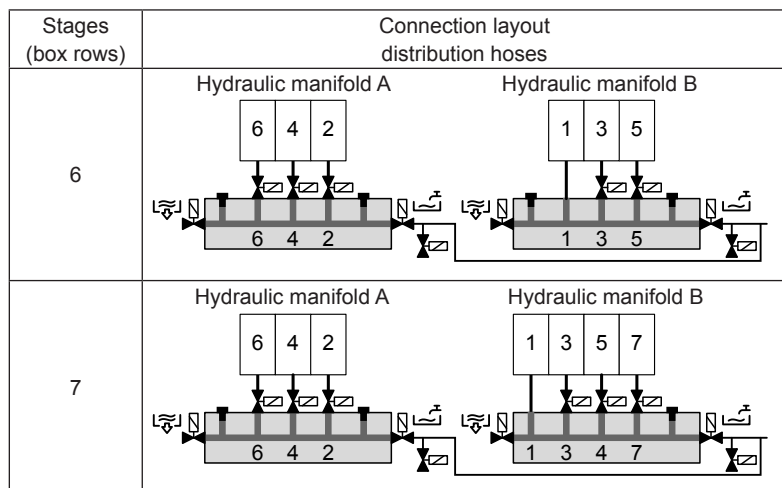 Stages
(box rows)
Connection layout
distribution hoses
6
Hydraulic manifold A
6 4 2
6 4 2
Hydraulic manifold B
1 3 5
1 3 5
7
Hydraulic manifold A
6 4 2
6 4 2
Hydraulic manifold B
1 3 5 7
1 3 4 7